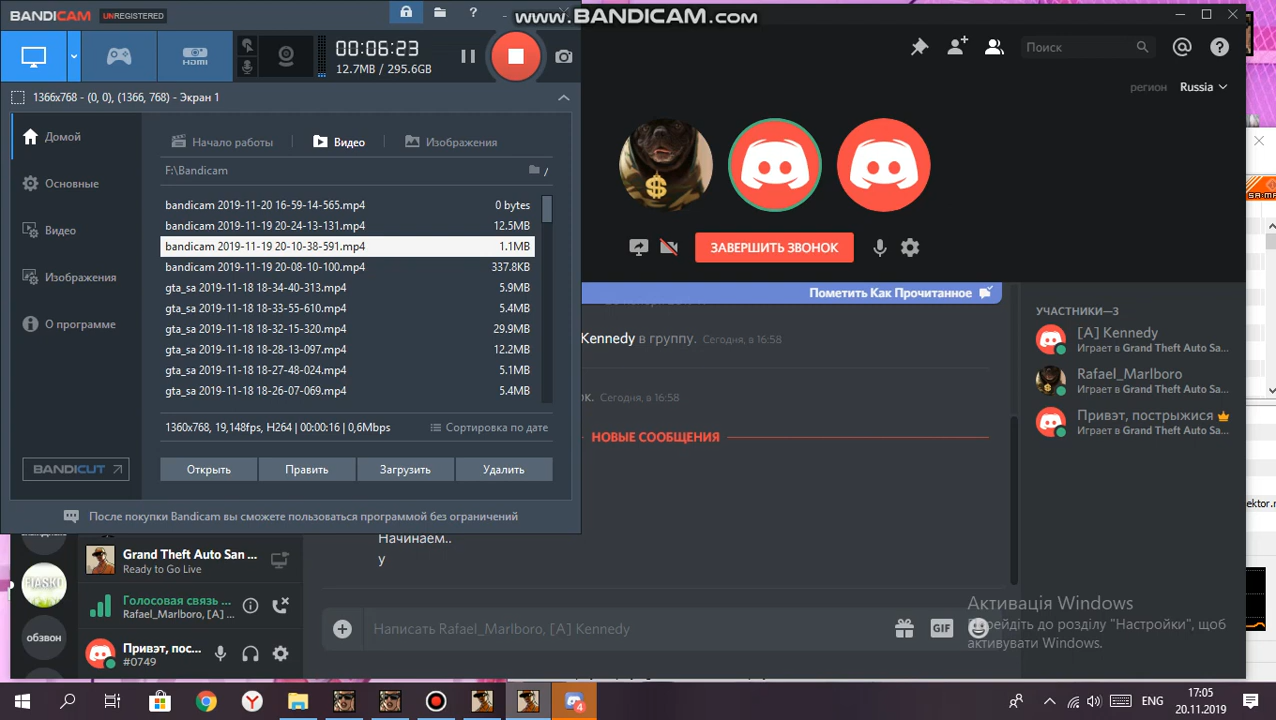 BANDICAM UNREGISTERED
www.BANDICAM.com
HDMI
00:06:23
12.7MB / 295.6GB
1366x768 - (0, 0), (1366, 768) - Экран 1
Домой
Основные
Видео
Изображения
О программе
Начало работы
Видео
Изображения
F:\Bandicam
bandicam 2019-11-20 16-59-14-565.mp4 0 bytes
bandicam 2019-11-19 20-24-13-131.mp4 12.5MB
bandicam 2019-11-19 20-10-38-591.mp4 1.1MB
bandicam 2019-11-19 20-08-10-100.mp4 337.8KB
gta_sa 2019-11-18 18-34-40-313.mp4 5.9MB
gta_sa 2019-11-18 18-33-55-610.mp4 5.4MB
gta_sa 2019-11-18 18-32-15-320.mp4 29.9MB
gta_sa 2019-11-18 18-28-13-097.mp4 12.2MB
gta_sa 2019-11-18 18-27-48-024.mp4 5.1MB
gta_sa 2019-11-18 18-26-07-069.mp4 5.4MB
1360x768, 19,148fps, H264 | 00:00:16 | 0,6Mbps
Сортировка по дате
BANDICUT
Открыть
Править
Загрузить
Удалить
После покупки Bandicam вы сможете пользоваться программой без ограничений
Поиск
регион Russia
ЗАВЕРШИТЬ ЗВОНОК
Пометить Как Прочитанное
Kennedy в группу. Сегодня, в 16:58
ок. Сегодня, в 16:58
НОВЫЕ СООБЩЕНИЯ
Начинаем..
у
УЧАСТНИКИ—3
[A] Kennedy
Играет в Grand Theft Auto Sa...
Rafael_Marlboro
Играет в Grand Theft Auto Sa...
Привэт, пострыжися
Играет в Grand Theft Auto Sa...
Grand Theft Auto San ...
Ready to Go Live
FIASKO
Голосовая связь ...
Rafael_Marlboro, [A] ...
обзвон
Привэт, пост...
#0749
Написать Rafael_Marlboro, [A] Kennedy
GIF
Активація Windows
Перейдіть до розділу "Настройки", щоб
активувати Windows.
SA:MP
ektor.r
4
ENG
17:05
20.11.2019